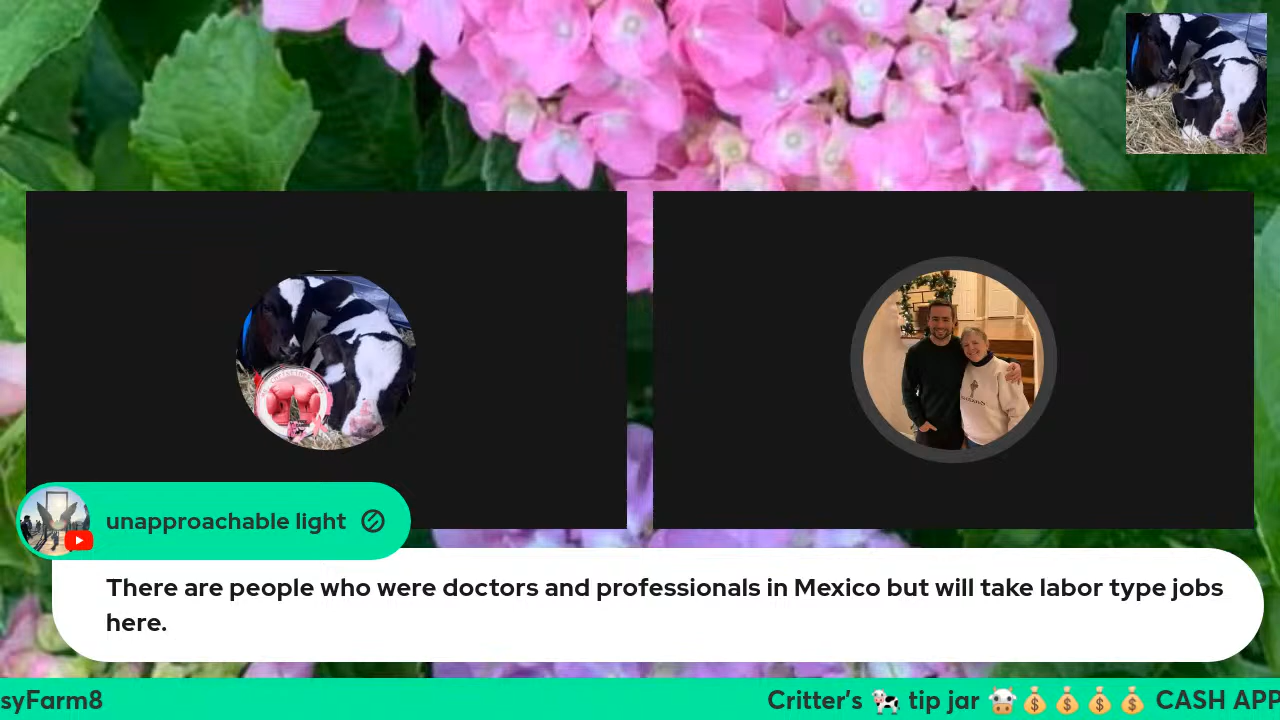 unapproachable light
There are people who were doctors and professionals in Mexico but will take labor type jobs
here.
syFarm8 Critter's 🐄 tip jar 🐮💰💰💰💰 CASH APP